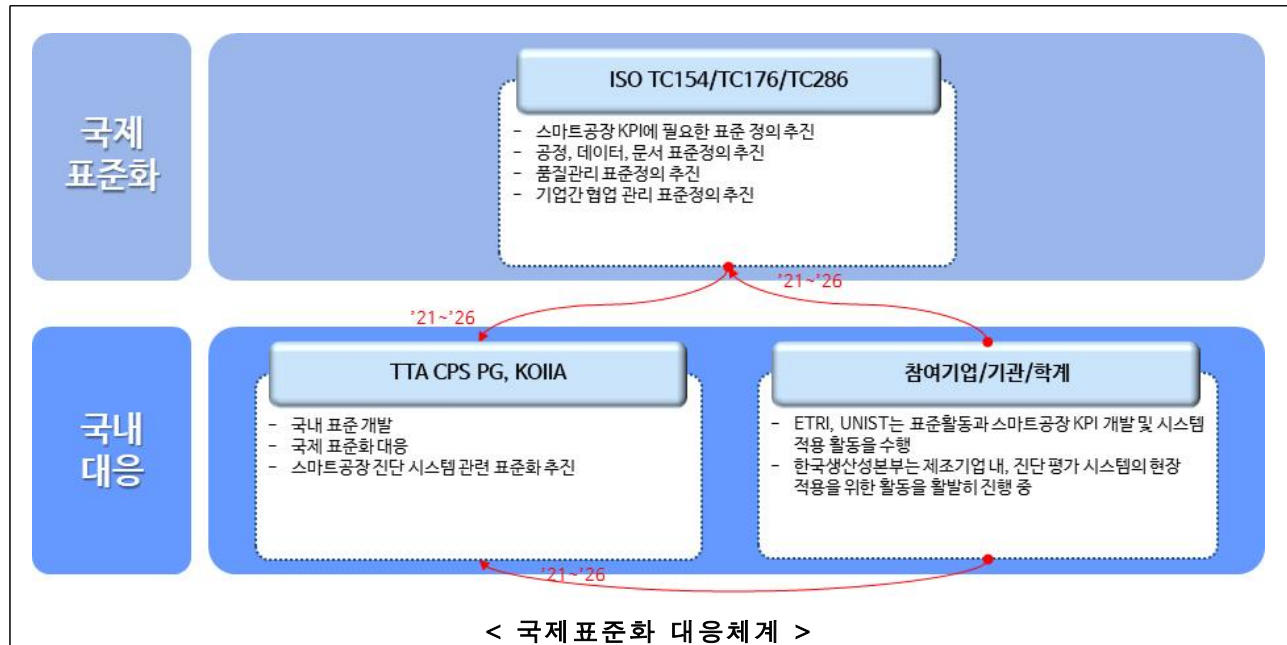 국제
표준화
ISO TC154/TC176/TC286
- 스마트공장 KPI에 필요한 표준 정의 추진
- 공정, 데이터, 문서 표준정의 추진
- 품질관리 표준정의 추진
- 기업간 협업 관리 표준정의 추진
'21~'26
'21~'26
국내
대응
TTA CPS PG, KOIIA
- 국내 표준 개발
- 국제 표준화 대응
- 스마트공장 진단 시스템 관련 표준화 추진
참여기업/기관/학계
- ETRI, UNIST는 표준활동과 스마트공장 KPI 개발 및 시스템
적용 활동을 수행
- 한국생산성본부는 제조기업 내, 진단 평가 시스템의 현장
적용을 위한 활동을 활발히 진행 중
'21~'26
< 국제표준화 대응체계 >